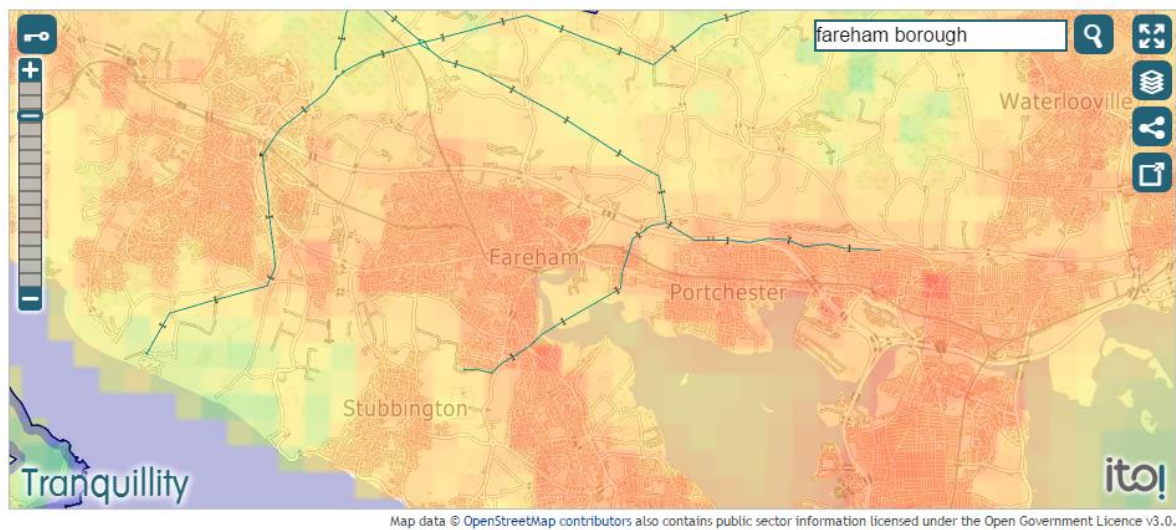 fareham borough
Waterlooville
Fareham
Portchester
Stubbington
Tranquillity
ito!
Map data © OpenStreetMap contributors also contains public sector information licensed under the Open Government Licence v3.0